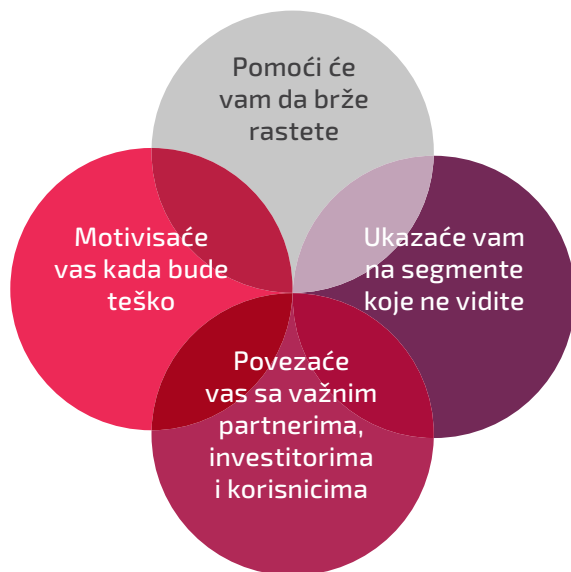 Pomoći će
vam da brže
rastete
Motivisaće
vas kada bude
teško
Ukazaće vam
na segmente
koje ne vidite
Povezaće
vas sa važnim
partnerima,
investitorima
i korisnicima